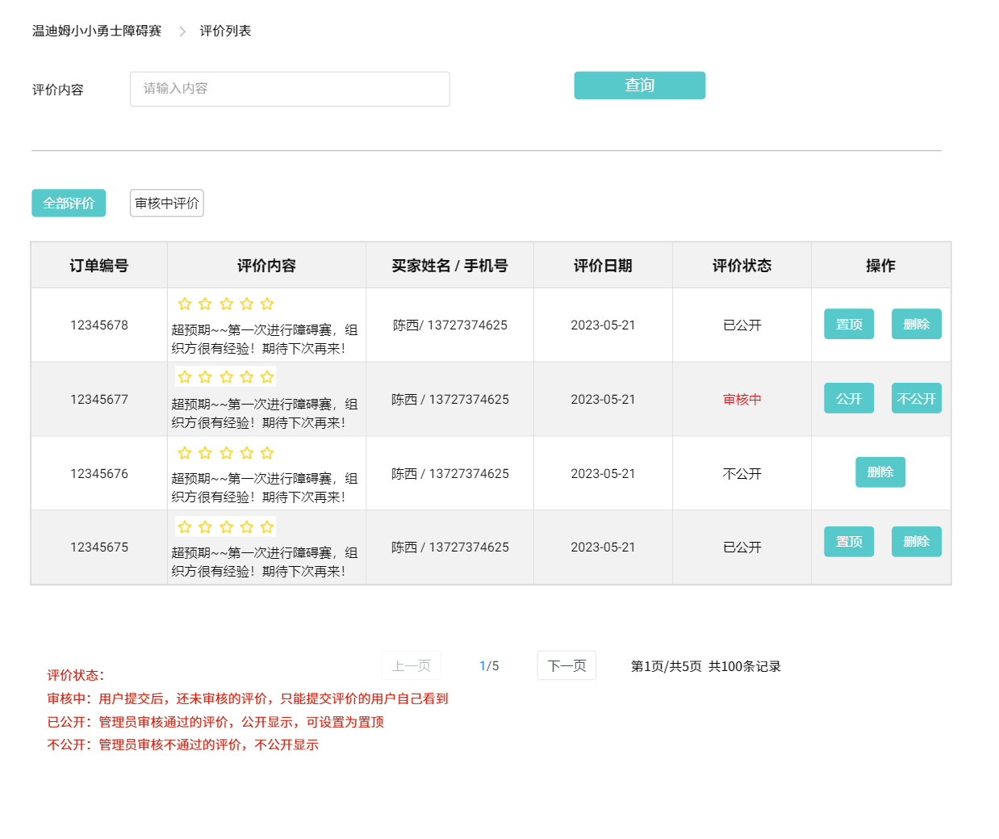 温迪姆小小勇士障碍赛 > 评价列表
评价内容 请输入内容 查询
全部评价 审核中评价
订单编号 评价内容 买家姓名 / 手机号 评价日期 评价状态 操作
12345678 超预期~~第一次进行障碍赛，组 陈西/ 13727374625 2023-05-21 已公开 置顶 删除
织方很有经验！期待下次再来！
12345677 超预期~~第一次进行障碍赛，组 陈西 / 13727374625 2023-05-21 审核中 公开 不公开
织方很有经验！期待下次再来！
12345676 超预期~~第一次进行障碍赛，组 陈西 / 13727374625 2023-05-21 不公开 删除
织方很有经验！期待下次再来！
12345675 超预期~~第一次进行障碍赛，组 陈西 / 13727374625 2023-05-21 已公开 置顶 删除
织方很有经验！期待下次再来！
上一页 1/5 下一页 第1页/共5页 共100条记录
评价状态：
审核中：用户提交后，还未审核的评价，只能提交评价的用户自己看到
已公开：管理员审核通过的评价，公开显示，可设置为置顶
不公开：管理员审核不通过的评价，不公开显示